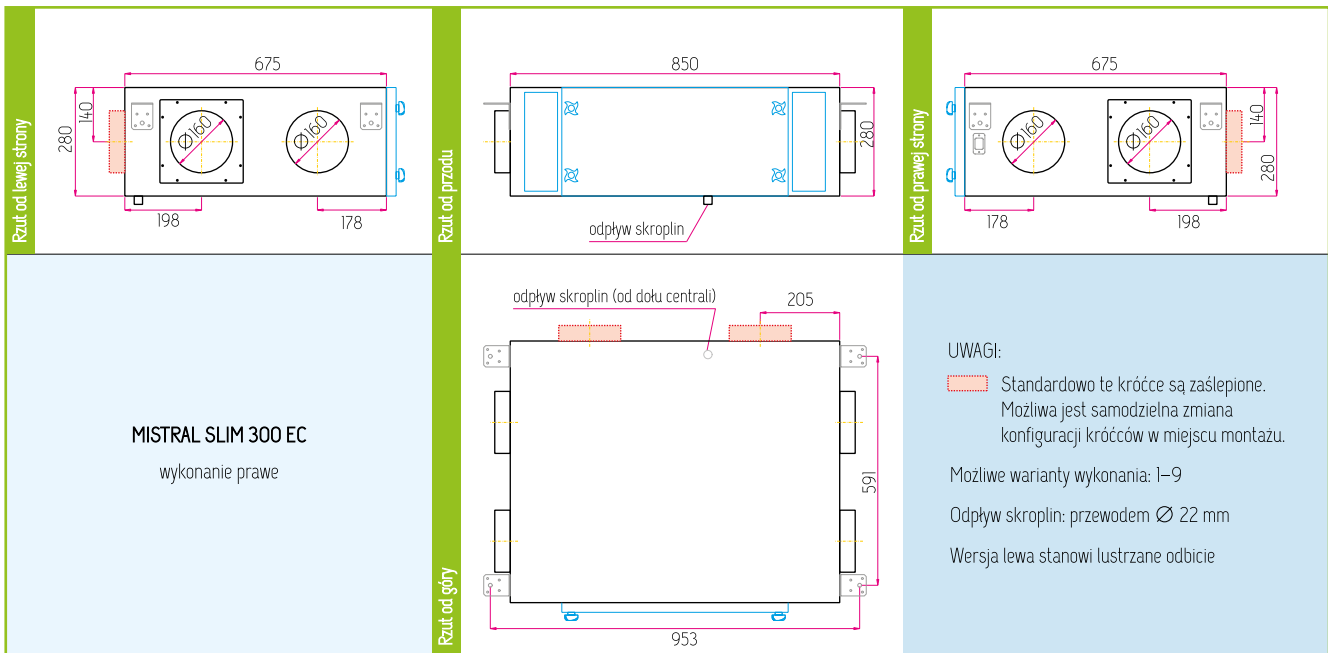 Rzut od lewej strony
675
280
140
Ø160
Ø160
198
178
Rzut od przodu
850
280
odpływ skroplin
Rzut od prawej strony
675
Ø160
Ø160
140
280
178
198
MISTRAL SLIM 300 EC
wykonanie prawe
Rzut od góry
odpływ skroplin (od dołu centrali)
205
591
953
UWAGI:
Standardowo te króćce są zaślepione.
Możliwa jest samodzielna zmiana
konfiguracji króćców w miejscu montażu.
Możliwe warianty wykonania: 1–9
Odpływ skroplin: przewodem Ø 22 mm
Wersja lewa stanowi lustrzane odbicie